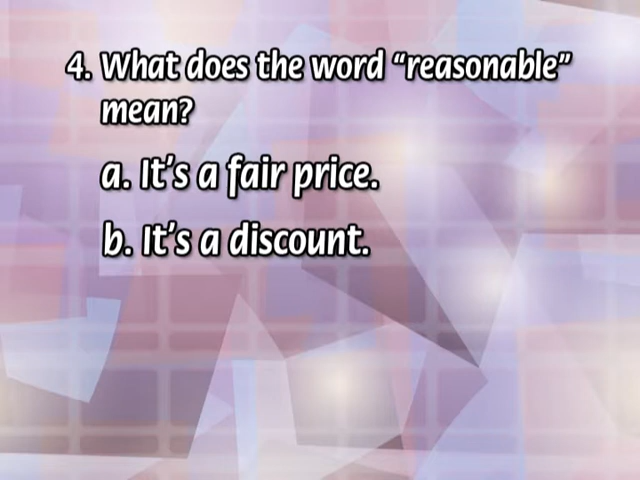 4. What does the word “reasonable”
mean?
a. It’s a fair price.
b. It’s a discount.